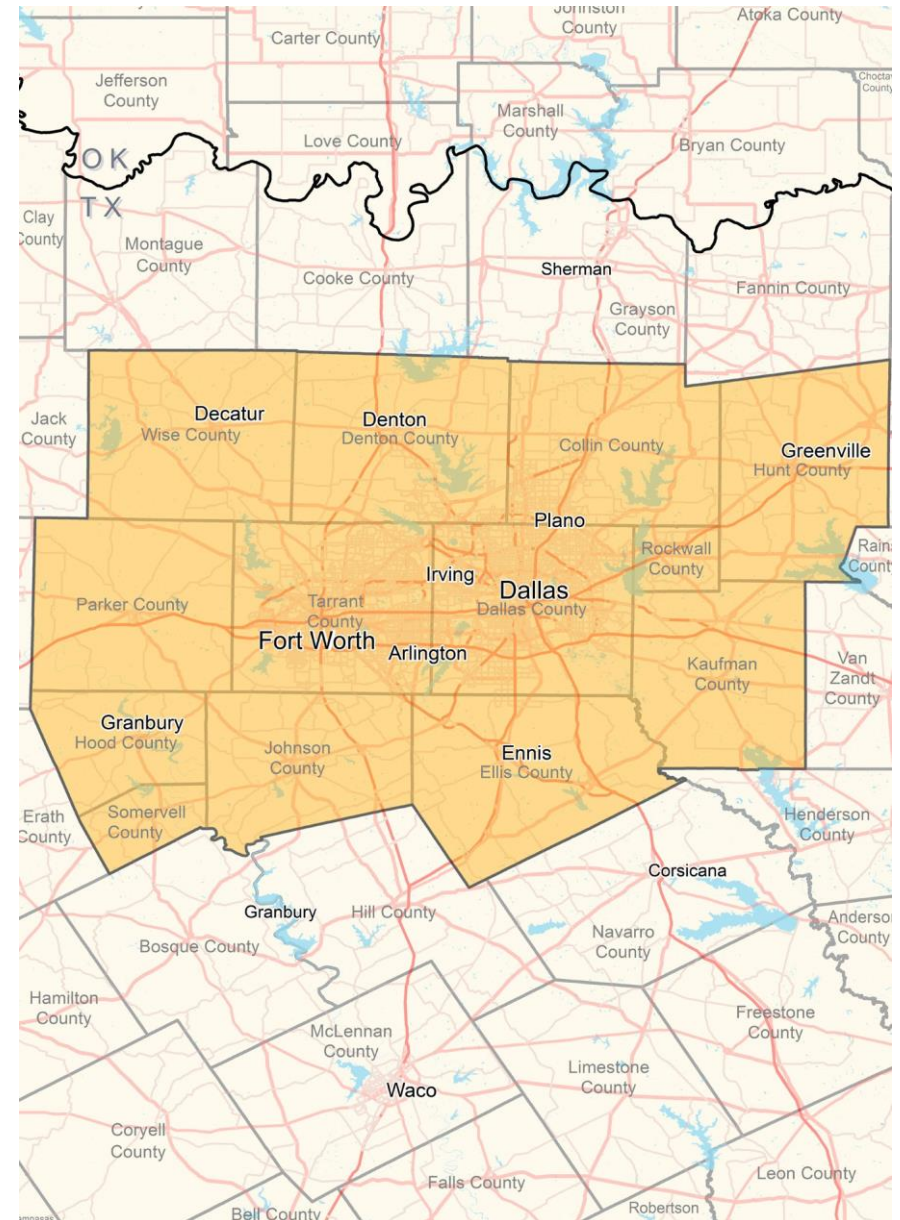 Johnston
County
Atoka County
Carter County
Jefferson
County
Choctaw
County
Marshall
County
Love County
Bryan County
OK
TX
Clay
County
Montague
County
Cooke County
Sherman
Grayson
County
Fannin County
Jack
County
Decatur
Wise County
Denton
Denton County
Collin County
Greenville
Hunt County
Plano
Rockwall
County
Rain
Count
Irving
Dallas
Dallas County
Parker County
Tarrant
County
Fort Worth
Arlington
Kaufman
County
Van
Zandt
County
Granbury
Hood County
Johnson
County
Ennis
Ellis County
Erath
County
Somervell
County
Henderson
County
Corsicana
Granbury
Hill County
Bosque County
Navarro
County
Anderso
County
Hamilton
County
McLennan
County
Freestone
County
Limestone
County
Waco
Coryell
County
Falls County
Leon County
Bell County
Robertson